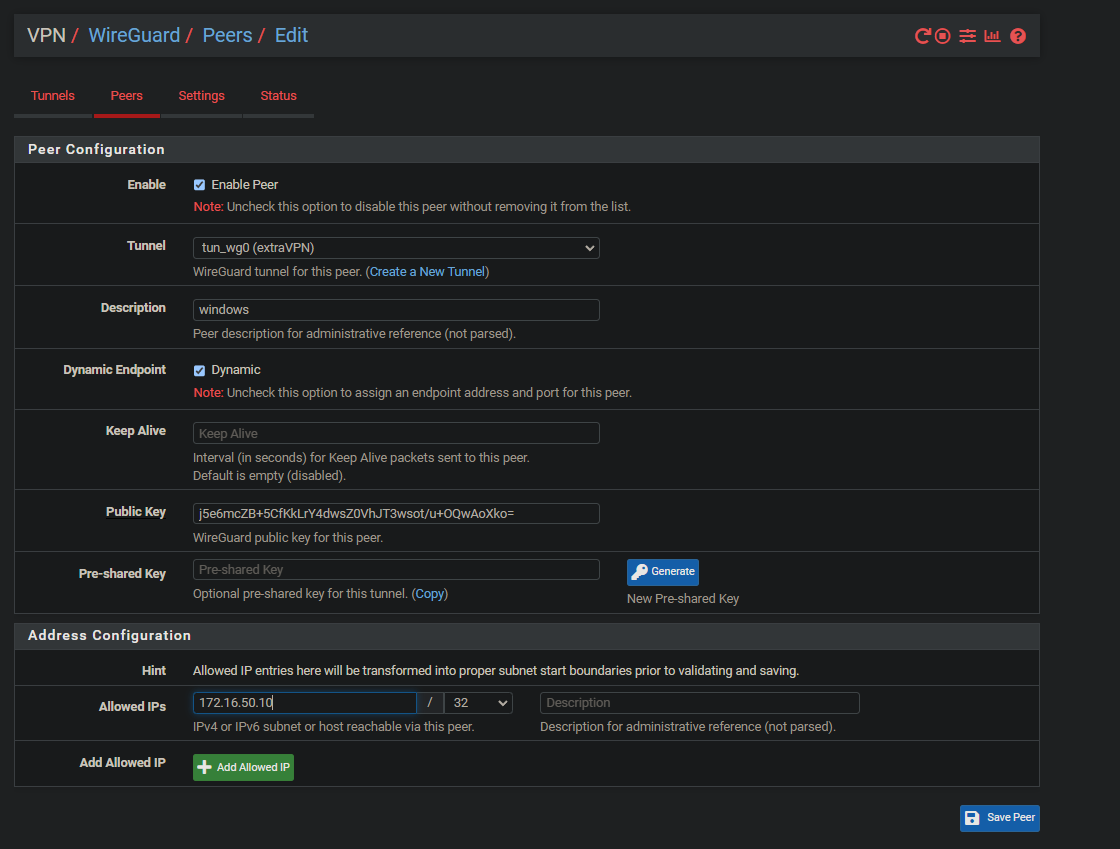 VPN / WireGuard / Peers / Edit
Tunnels Peers Settings Status
Peer Configuration
Enable Enable Peer
Note: Uncheck this option to disable this peer without removing it from the list.
Tunnel tun_wg0 (extraVPN)
WireGuard tunnel for this peer. (Create a New Tunnel)
Description windows
Peer description for administrative reference (not parsed).
Dynamic Endpoint Dynamic
Note: Uncheck this option to assign an endpoint address and port for this peer.
Keep Alive Keep Alive
Interval (in seconds) for Keep Alive packets sent to this peer.
Default is empty (disabled).
Public Key j5e6mcZB+5CfKkLrY4dwsZ0VhJT3wsot/u+OQwAoXko=
WireGuard public key for this peer.
Pre-shared Key Pre-shared Key Generate
Optional pre-shared key for this tunnel. (Copy) New Pre-shared Key
Address Configuration
Hint Allowed IP entries here will be transformed into proper subnet start boundaries prior to validating and saving.
Allowed IPs 172.16.50.10 / 32 Description
IPv4 or IPv6 subnet or host reachable via this peer. Description for administrative reference (not parsed).
Add Allowed IP Add Allowed IP
Save Peer